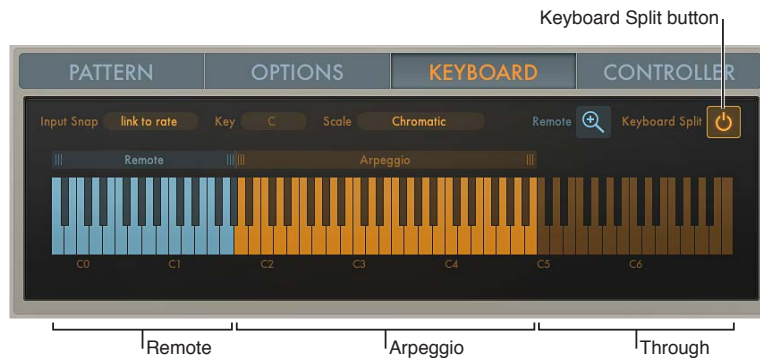 Keyboard Split button
PATTERN OPTIONS KEYBOARD CONTROLLER
Input Snap link to rate Key C Scale Chromatic Remote Keyboard Split
Remote Arpeggio
C0 C1 C2 C3 C4 C5 C6
Remote Arpeggio Through